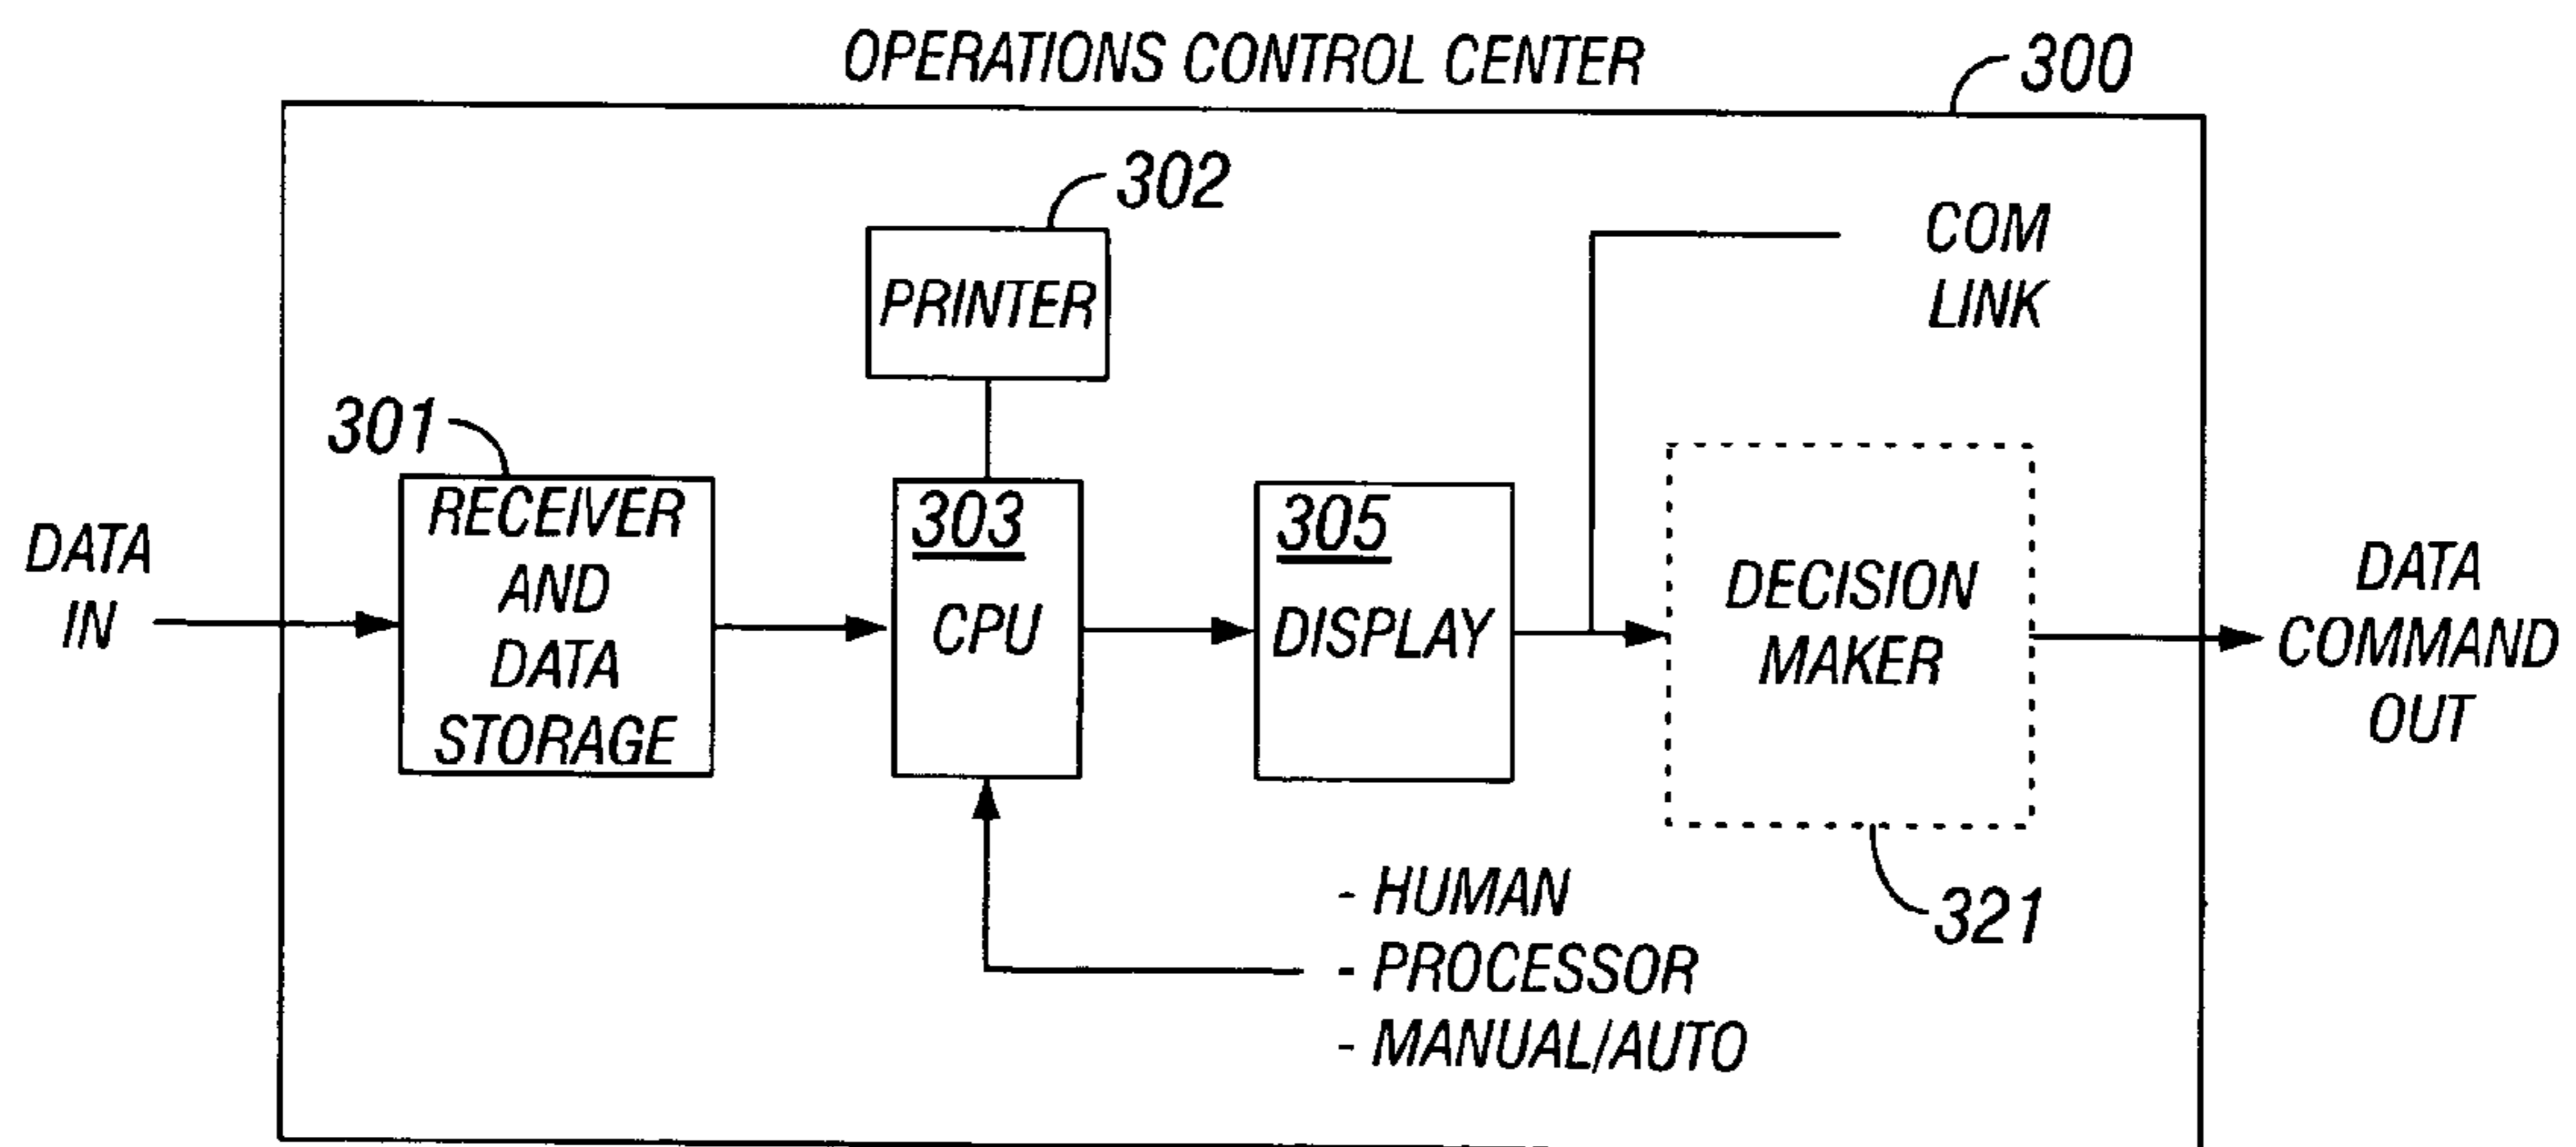 OPERATIONS CONTROL CENTER
300
302
PRINTER
COM
LINK
301
RECEIVER
AND
DATA
STORAGE
303
CPU
305
DISPLAY
DECISION
MAKER
321
DATA
IN
DATA
COMMAND
OUT
- HUMAN
- PROCESSOR
- MANUAL/AUTO